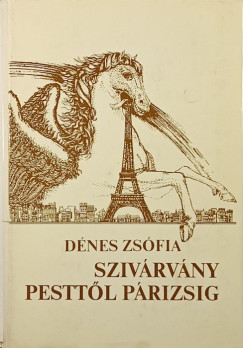 DÉNES ZSÓFIA
SZIVÁRVÁNY
PESTTŐL PÁRIZSIG